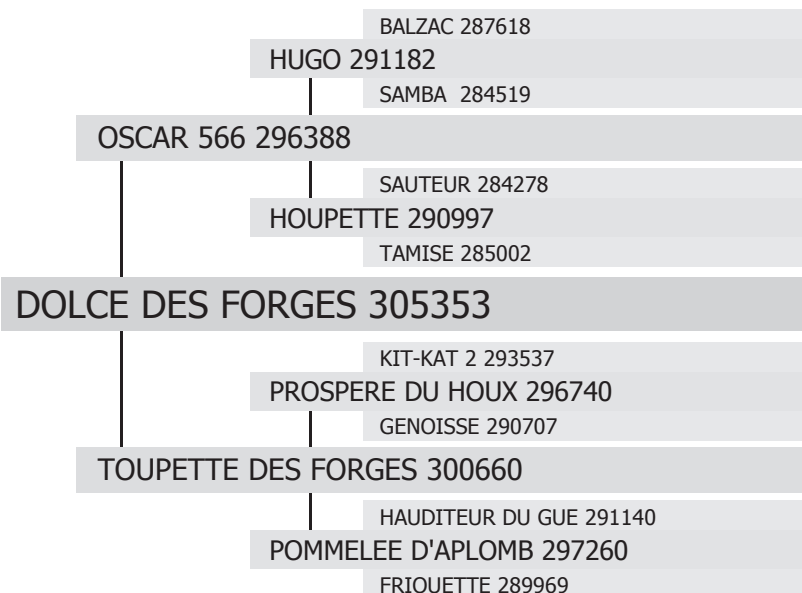 BALZAC 287618
HUGO 291182
SAMBA 284519
OSCAR 566 296388
SAUTEUR 284278
HOUPETTE 290997
TAMISE 285002
DOLCE DES FORGES 305353
KIT-KAT 2 293537
PROSPERE DU HOUX 296740
GENOISSE 290707
TOUPETTE DES FORGES 300660
HAUDITEUR DU GUE 291140
POMMELEE D'APLOMB 297260
FRIQUETTE 289969